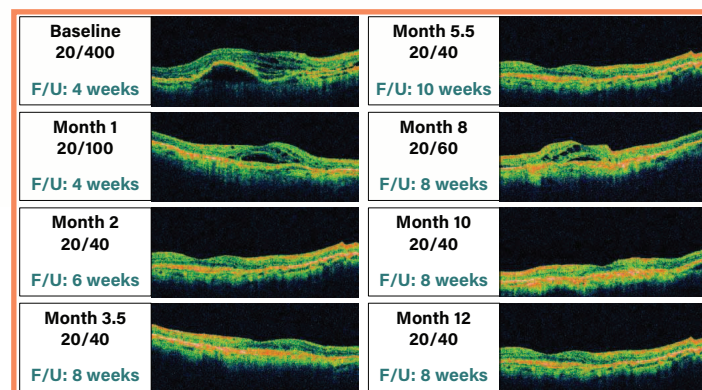 Baseline
20/400
F/U: 4 weeks
Month 1
20/100
F/U: 4 weeks
Month 2
20/40
F/U: 6 weeks
Month 3.5
20/40
F/U: 8 weeks
Month 5.5
20/40
F/U: 10 weeks
Month 8
20/60
F/U: 8 weeks
Month 10
20/40
F/U: 8 weeks
Month 12
20/40
F/U: 8 weeks